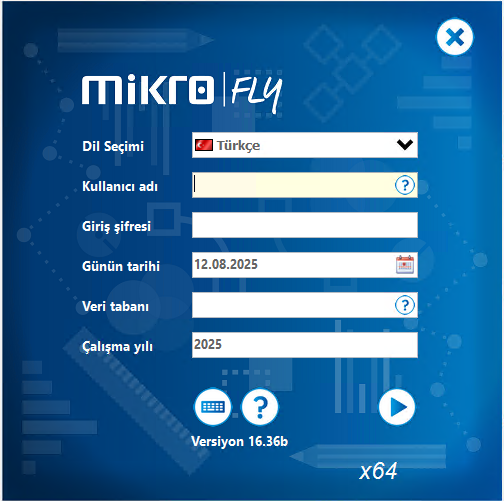 mikro | FLY
Dil Seçimi
Türkçe
Kullanıcı adı
?
Giriş şifresi
Günün tarihi
12.08.2025
Veri tabanı
?
Çalışma yılı
2025
?
Versiyon 16.36b
x64